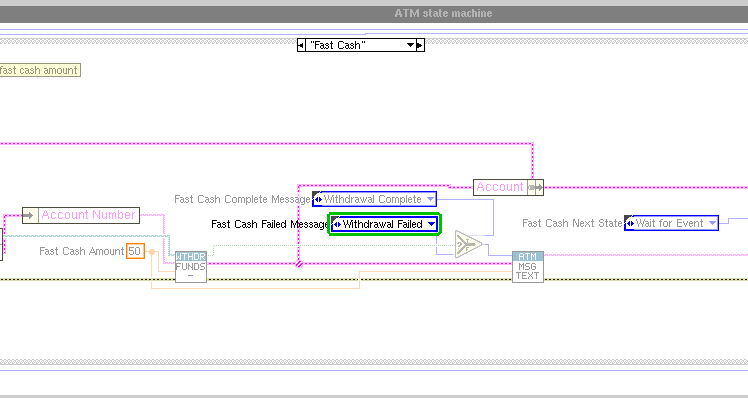 ATM state machine
"Fast Cash"
fast cash amount
Account
Fast Cash Complete Message
Withdrawal Complete
Account Number
Fast Cash Failed Message
Withdrawal Failed
Fast Cash Next State
Wait for Event
Fast Cash Amount
50
WTHDR
FUNDS
–
ATM
MSG
TEXT